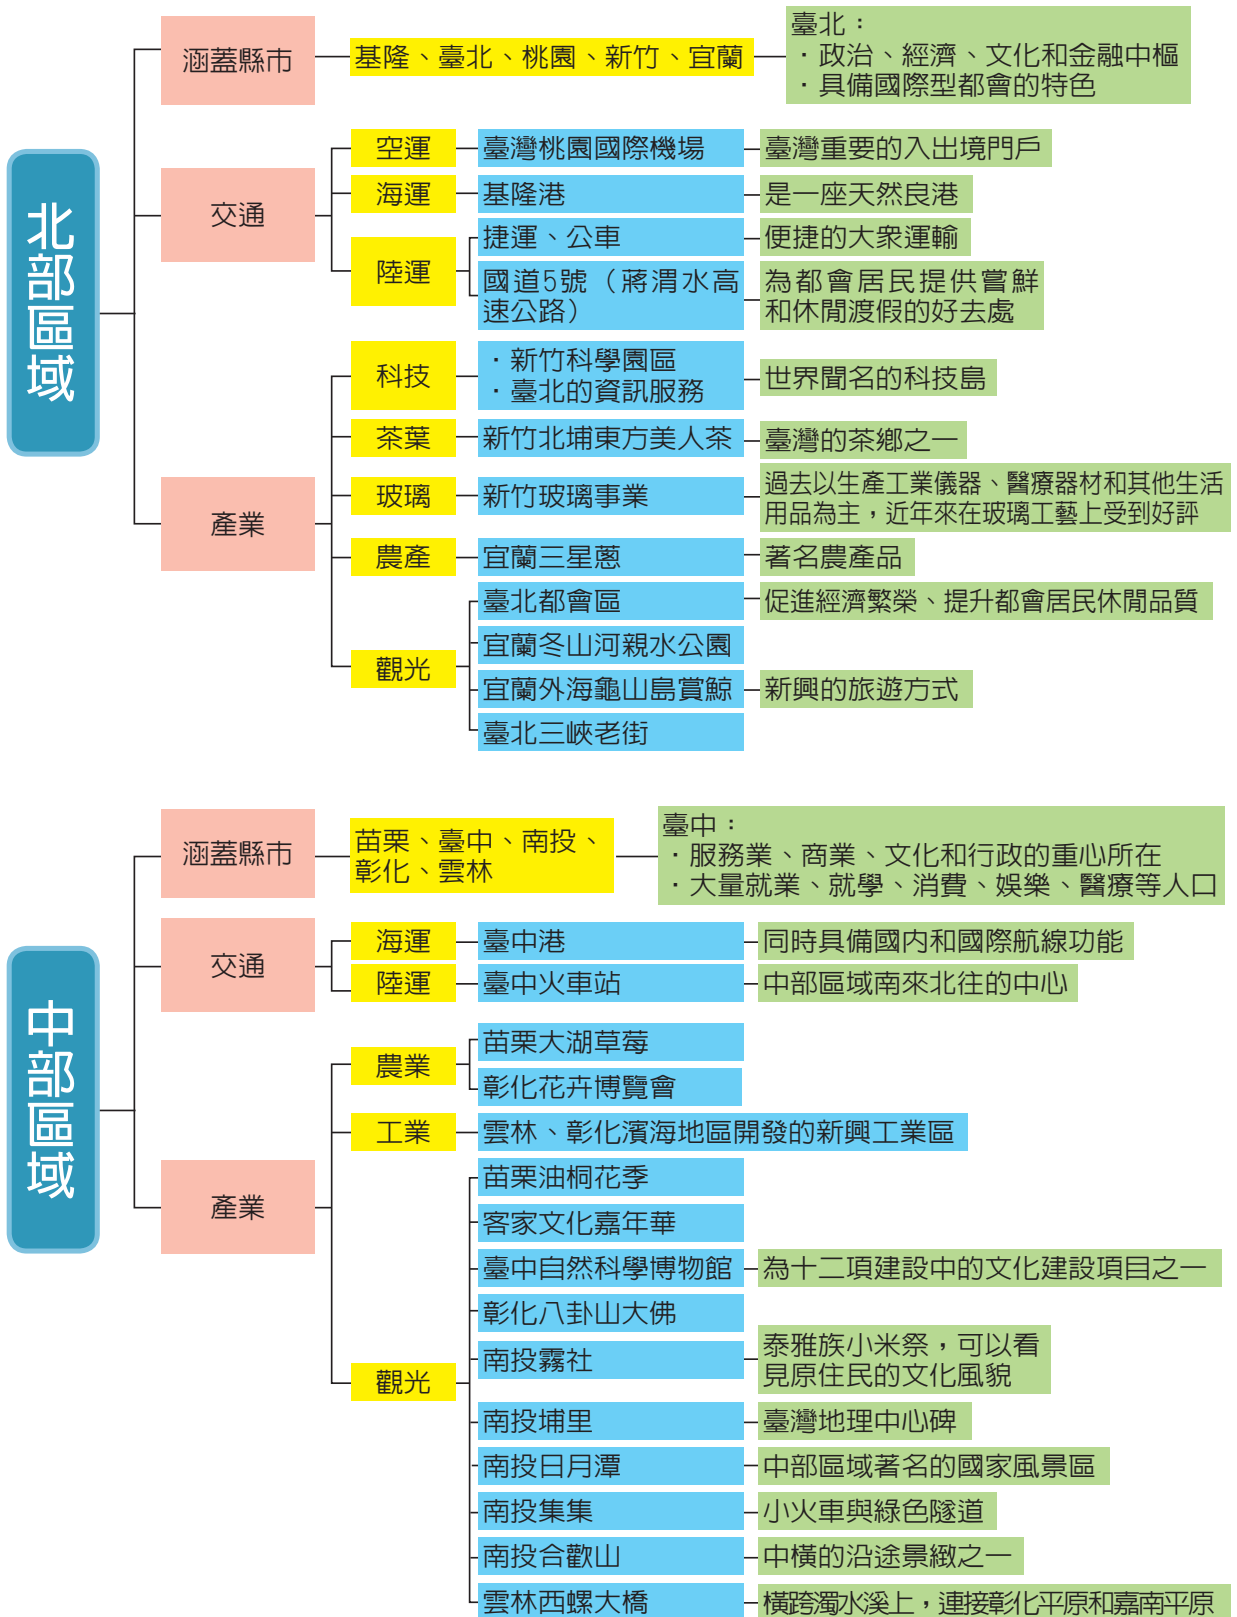 北部區域
涵蓋縣市
基隆、臺北、桃園、新竹、宜蘭
臺北：
・政治、經濟、文化和金融中樞
・具備國際型都會的特色
交通
空運
臺灣桃園國際機場
臺灣重要的入出境門戶
海運
基隆港
是一座天然良港
陸運
捷運、公車
便捷的大眾運輸
國道5號（蔣渭水高
速公路）
為都會居民提供嘗鮮
和休閒渡假的好去處
產業
科技
・新竹科學園區
・臺北的資訊服務
世界聞名的科技島
茶葉
新竹北埔東方美人茶
臺灣的茶鄉之一
玻璃
新竹玻璃事業
過去以生產工業儀器、醫療器材和其他生活
用品為主，近年來在玻璃工藝上受到好評
農產
宜蘭三星蔥
著名農產品
觀光
臺北都會區
促進經濟繁榮、提升都會居民休閒品質
宜蘭冬山河親水公園
宜蘭外海龜山島賞鯨
新興的旅遊方式
臺北三峽老街
中部區域
涵蓋縣市
苗栗、臺中、南投、
彰化、雲林
臺中：
・服務業、商業、文化和行政的重心所在
・大量就業、就學、消費、娛樂、醫療等人口
交通
海運
臺中港
同時具備國內和國際航線功能
陸運
臺中火車站
中部區域南來北往的中心
產業
農業
苗栗大湖草莓
彰化花卉博覽會
工業
雲林、彰化濱海地區開發的新興工業區
觀光
苗栗油桐花季
客家文化嘉年華
臺中自然科學博物館
為十二項建設中的文化建設項目之一
彰化八卦山大佛
南投霧社
泰雅族小米祭，可以看
見原住民的文化風貌
南投埔里
臺灣地理中心碑
南投日月潭
中部區域著名的國家風景區
南投集集
小火車與綠色隧道
南投合歡山
中橫的沿途景緻之一
雲林西螺大橋
橫跨濁水溪上，連接彰化平原和嘉南平原